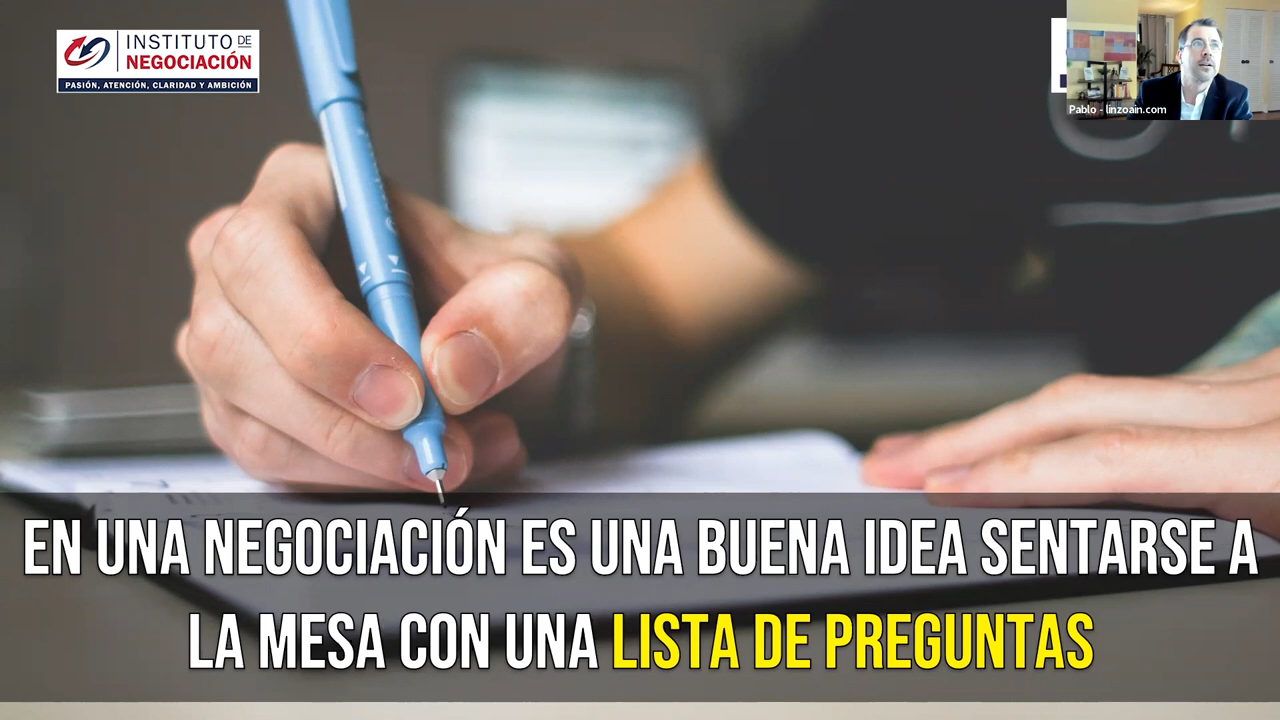 INSTITUTO DE
NEGOCIACIÓN
PASIÓN, ATENCIÓN, CLARIDAD Y AMBICIÓN
Pablo - linzoain.com
EN UNA NEGOCIACIÓN ES UNA BUENA IDEA SENTARSE A
LA MESA CON UNA LISTA DE PREGUNTAS